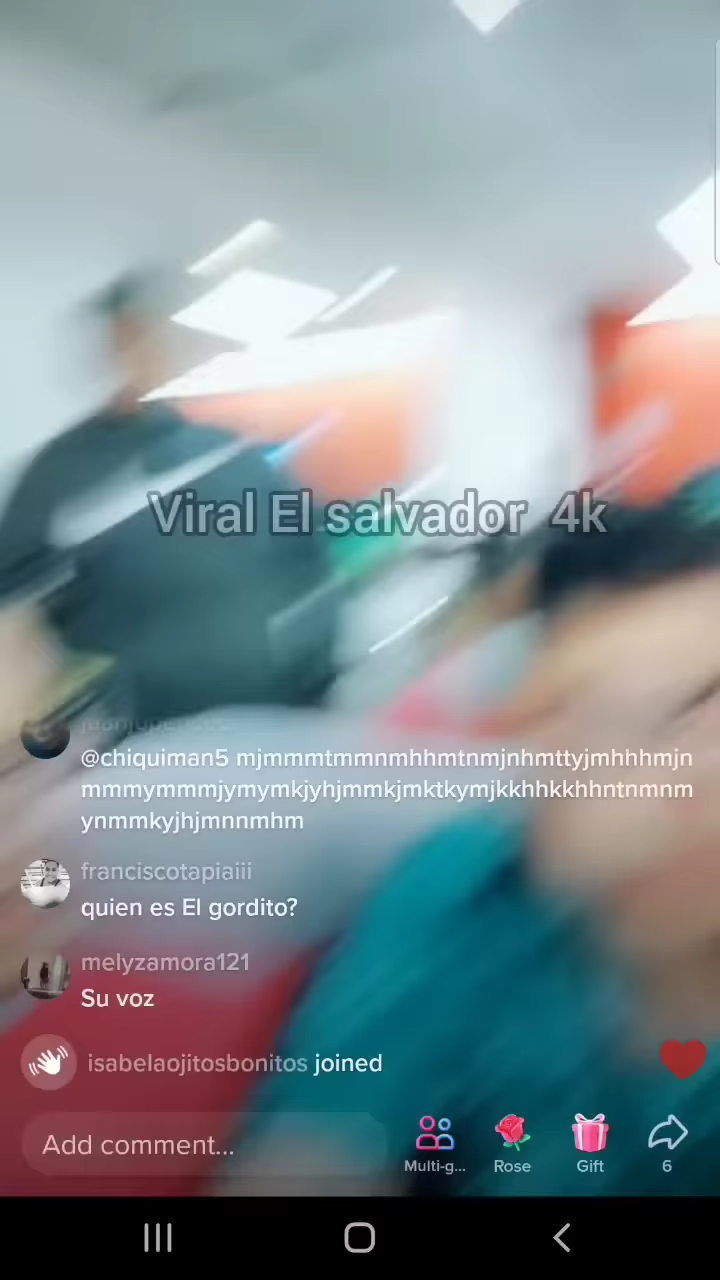 Viral El salvador 4k
@chiquiman5 mjmmmtmmnmhhmtnmjnhmttyjmhhhmjn
mmmymmmjymymkjyhjmmkjmktkymjkkhhkkhhntnmnm
ynmmkyjhjmnnmhm
franciscotapiaiii
quien es El gordito?
melyzamora121
Su voz
isabelaojitosbonitos joined
Add comment...
Multi-g... Rose Gift 6